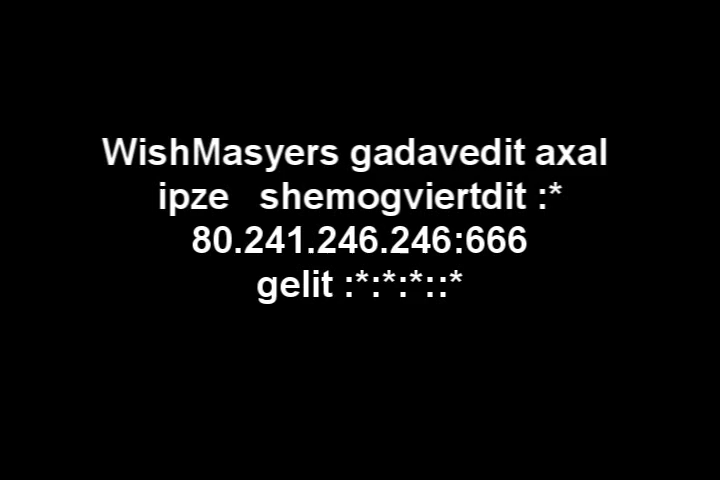 WishMasyers gadavedit axal
ipze   shemogviertdit :*
80.241.246.246:666
gelit :*:*:*::*